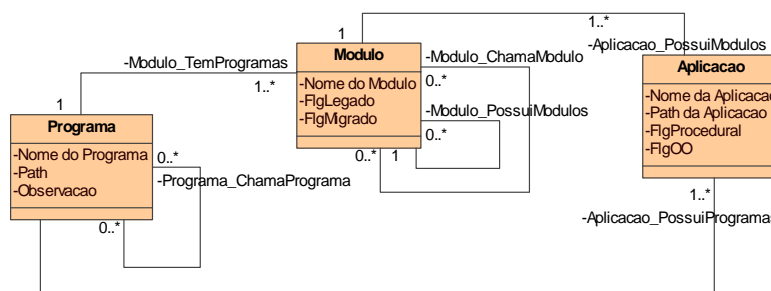 1
1..*
-Aplicacao_PossuiModulos
Modulo
-Nome do Modulo
-FlgLegado
-FlgMigrado
-Modulo_ChamaModulo
0..*
-Modulo_PossuiModulos
0..*
0..*
1
-Modulo_TemProgramas
1..*
1
Aplicacao
-Nome da Aplicacao
-Path da Aplicacao
-FlgProcedural
-FlgOO
1..*
-Aplicacao_PossuiProgramas
Programa
-Nome do Programa
-Path
-Observacao
0..*
-Programa_ChamaPrograma
0..*